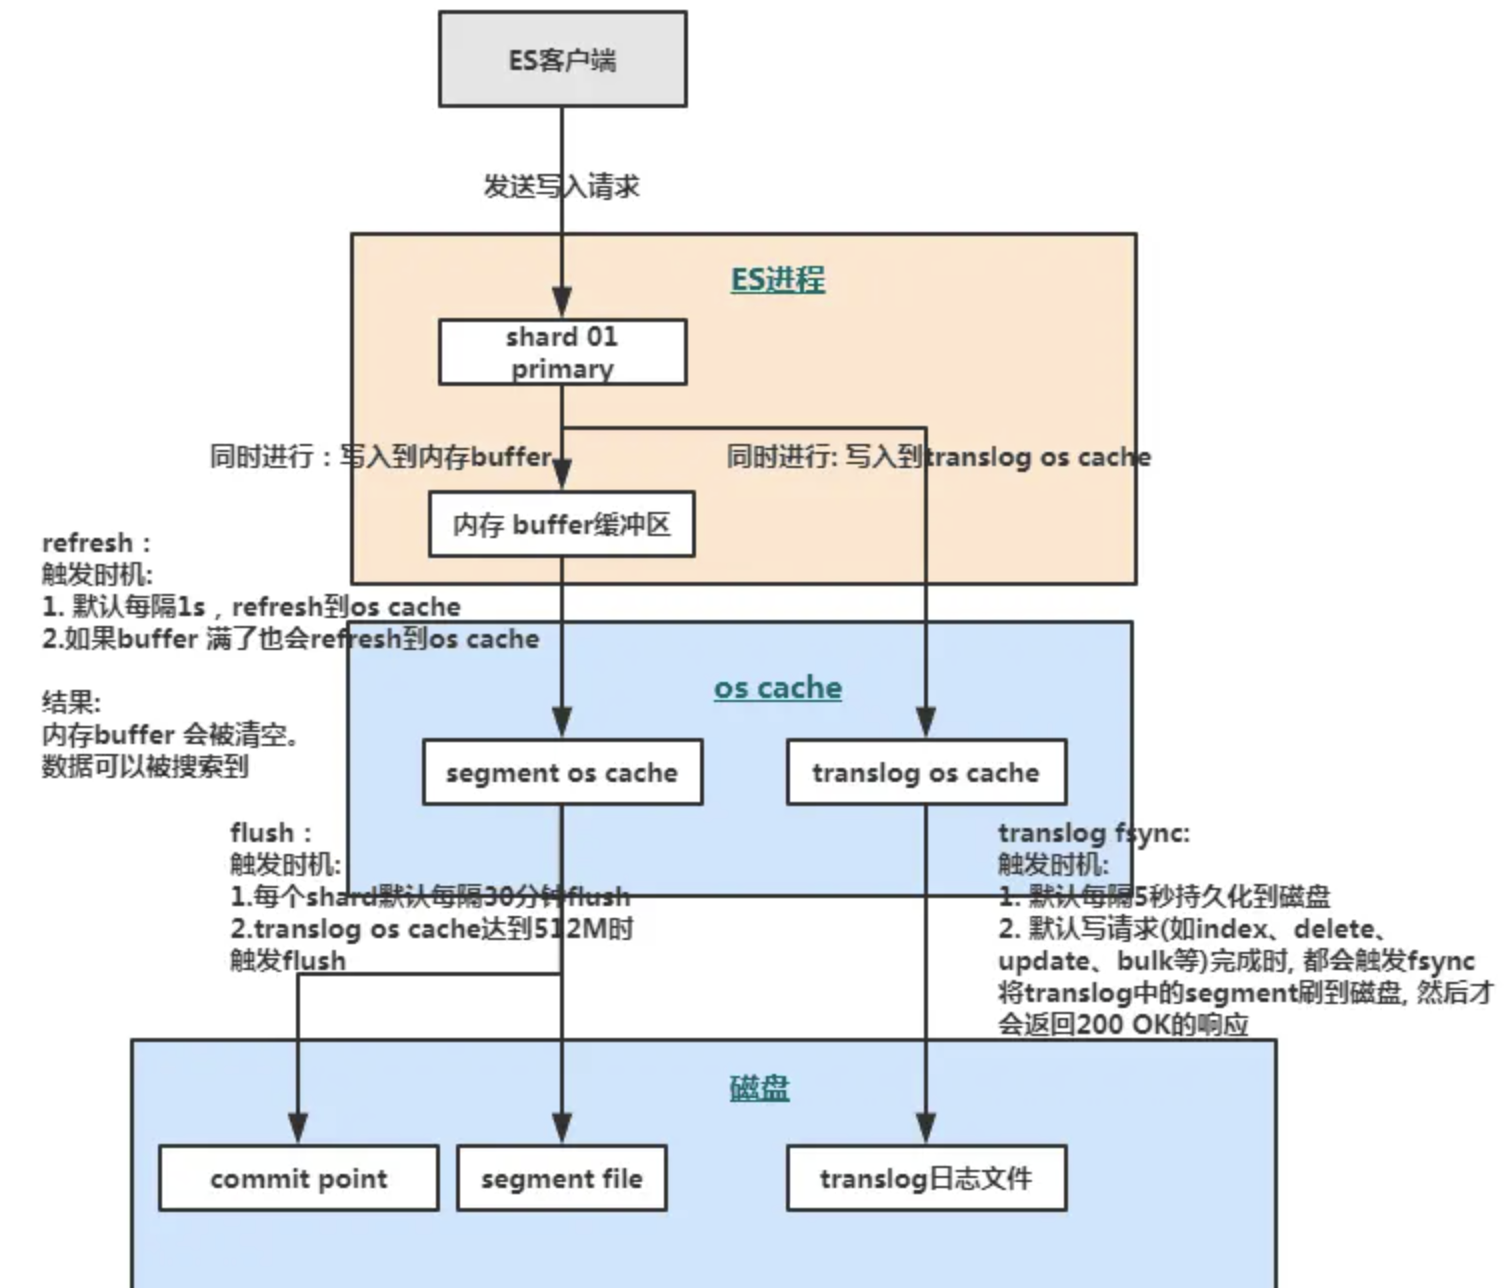 ES客户端
发送写入请求
ES进程
shard 01
primary
同时进行：写入到内存buffer
同时进行: 写入到translog os cache
内存 buffer缓冲区
refresh：
触发时机:
1. 默认每隔1s，refresh到os cache
2.如果buffer 满了也会refresh到os cache
结果:
内存buffer 会被清空。
数据可以被搜索到
os cache
segment os cache
translog os cache
flush：
触发时机:
1.每个shard默认每隔30分钟flush
2.translog os cache达到512M时
触发flush
translog fsync:
触发时机:
1. 默认每隔5秒持久化到磁盘
2. 默认写请求(如index、delete、
update、bulk等)完成时, 都会触发fsync
将translog中的segment刷到磁盘, 然后才
会返回200 OK的响应
磁盘
commit point
segment file
translog日志文件